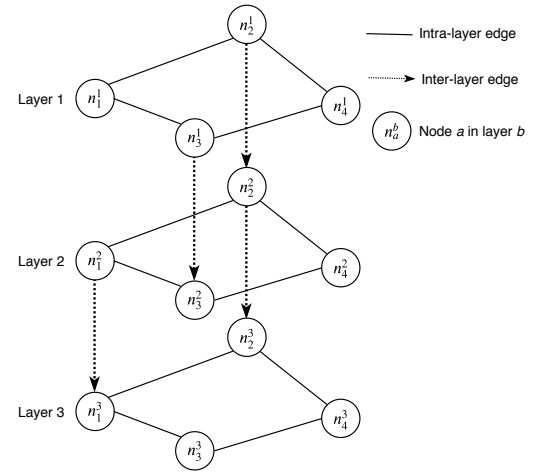 n_2^1
Intra-layer edge
Inter-layer edge
Layer 1
n_1^1
n_4^1
n_3^1
n_a^b
Node a in layer b
n_2^2
Layer 2
n_1^2
n_4^2
n_3^2
n_2^3
Layer 3
n_1^3
n_4^3
n_3^3